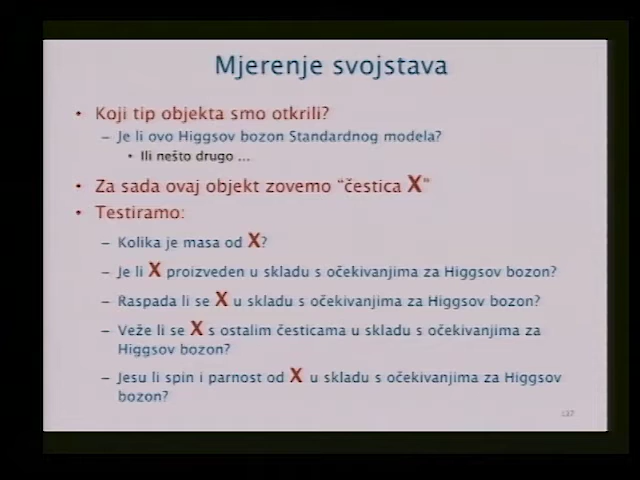 Mjerenje svojstava
• Koji tip objekta smo otkrili?
– Je li ovo Higgsov bozon Standardnog modela?
• Ili nešto drugo ...
• Za sada ovaj objekt zovemo “čestica X”
• Testiramo:
– Kolika je masa od X?
– Je li X proizveden u skladu s očekivanjima za Higgsov bozon?
– Raspada li se X u skladu s očekivanjima za Higgsov bozon?
– Veže li se X s ostalim česticama u skladu s očekivanjima za
Higgsov bozon?
– Jesu li spin i parnost od X u skladu s očekivanjima za Higgsov
bozon?